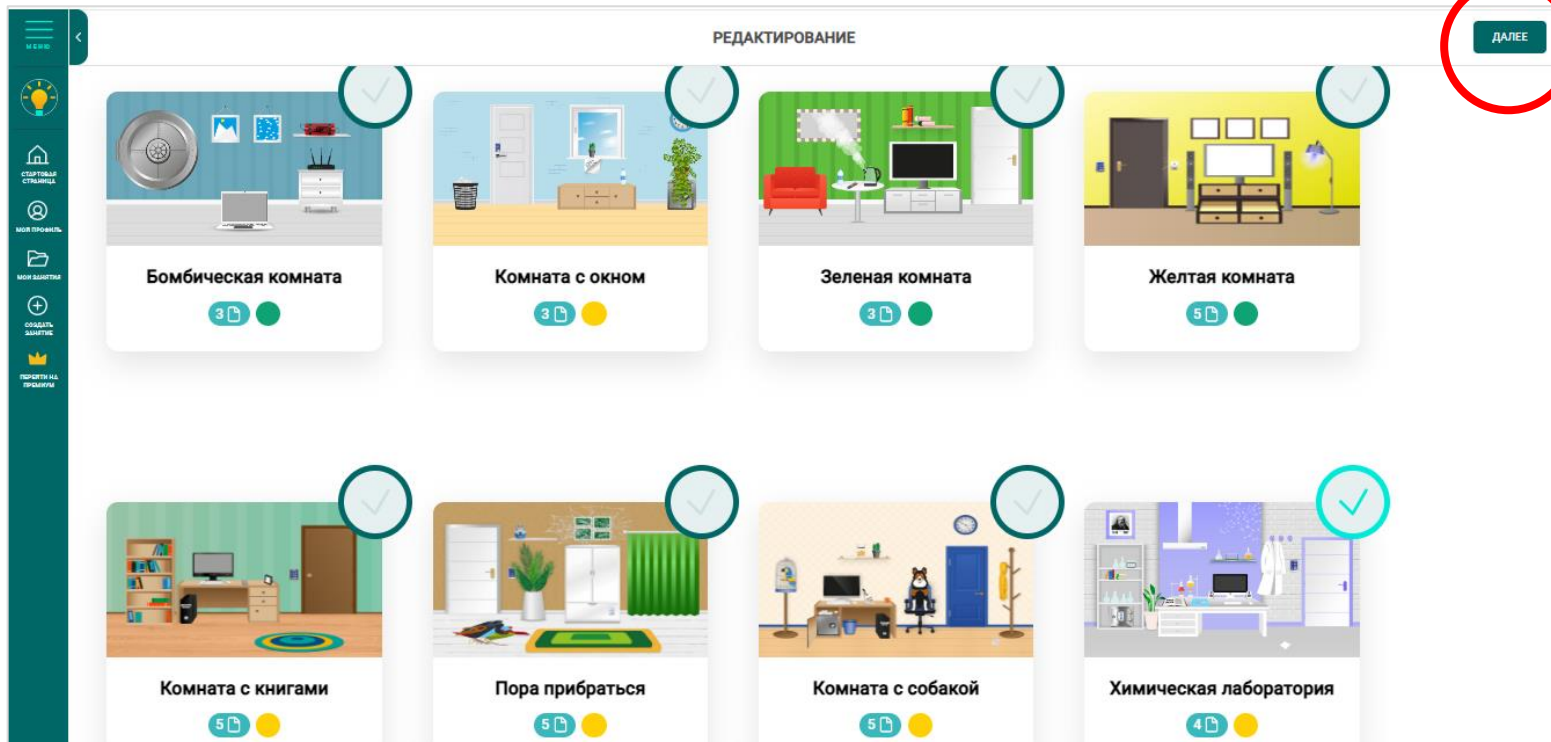 МЕНЮ
РЕДАКТИРОВАНИЕ
ДАЛЕЕ
СТАРТОВАЯ
СТРАНИЦА
МОЙ ПРОФИЛЬ
МОИ ЗАНЯТИЯ
СОЗДАТЬ
ЗАНЯТИЕ
ПЕРЕЙТИ НА
ПРЕМИУМ
Бомбическая комната
3
Комната с окном
3
Зеленая комната
3
Желтая комната
5
Комната с книгами
5
Пора прибраться
5
Комната с собакой
5
Химическая лаборатория
4